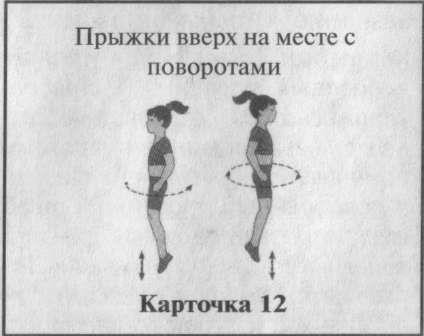 Прыжки вверх на месте с
поворотами
Карточка 12